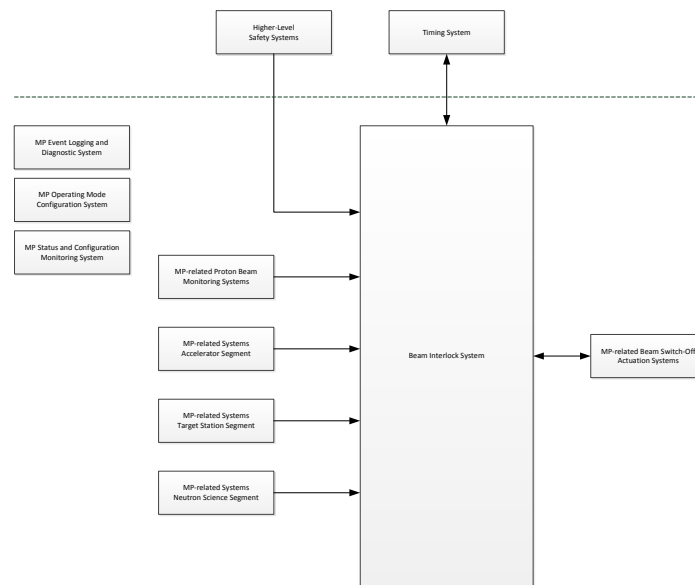 Higher-Level
Safety Systems
Timing System
MP Event Logging and
Diagnostic System
MP Operating Mode
Configuration System
MP Status and Configuration
Monitoring System
MP-related Proton Beam
Monitoring Systems
MP-related Systems
Accelerator Segment
Beam Interlock System
MP-related Beam Switch-Off
Actuation Systems
MP-related Systems
Target Station Segment
MP-related Systems
Neutron Science Segment